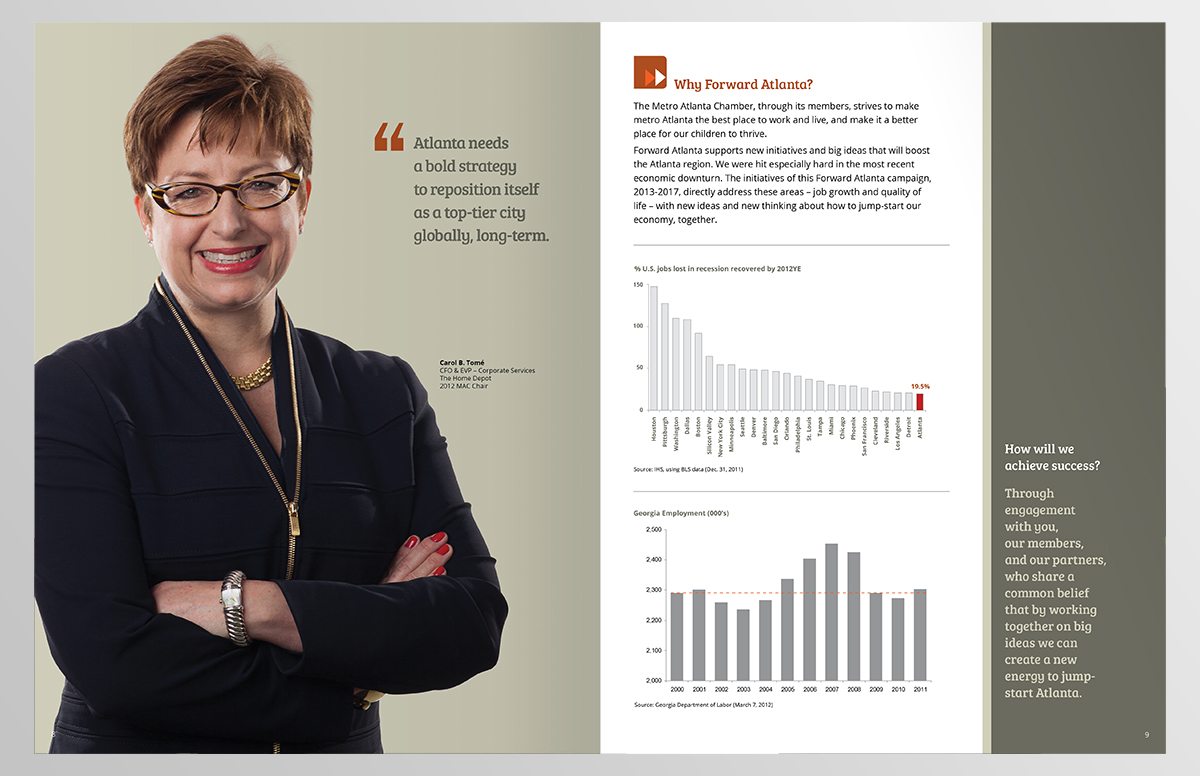 “
Atlanta needs
a bold strategy
to reposition itself
as a top-tier city
globally, long-term.
Carol B. Tomé
CFO & EVP – Corporate Services
The Home Depot
2012 MAC Chair
8
Why Forward Atlanta?
The Metro Atlanta Chamber, through its members, strives to make
metro Atlanta the best place to work and live, and make it a better
place for our children to thrive.
Forward Atlanta supports new initiatives and big ideas that will boost
the Atlanta region. We were hit especially hard in the most recent
economic downturn. The initiatives of this Forward Atlanta campaign,
2013-2017, directly address these areas – job growth and quality of
life – with new ideas and new thinking about how to jump-start our
economy, together.
% U.S. jobs lost in recession recovered by 2012YE
150
100
50
0
19.5%
Houston
Pittsburgh
Washington
Dallas
Boston
Silicon Valley
New York City
Minneapolis
Seattle
Denver
Baltimore
San Diego
Orlando
Philadelphia
St. Louis
Tampa
Miami
Chicago
Phoenix
San Francisco
Cleveland
Riverside
Los Angeles
Detroit
Atlanta
Source: IHS, using BLS data (Dec. 31, 2011)
Georgia Employment (000's)
2,500
2,400
2,300
2,200
2,100
2,000
2000 2001 2002 2003 2004 2005 2006 2007 2008 2009 2010 2011
Source: Georgia Department of Labor (March 7, 2012)
How will we
achieve success?
Through
engagement
with you,
our members,
and our partners,
who share a
common belief
that by working
together on big
ideas we can
create a new
energy to jump-
start Atlanta.
9